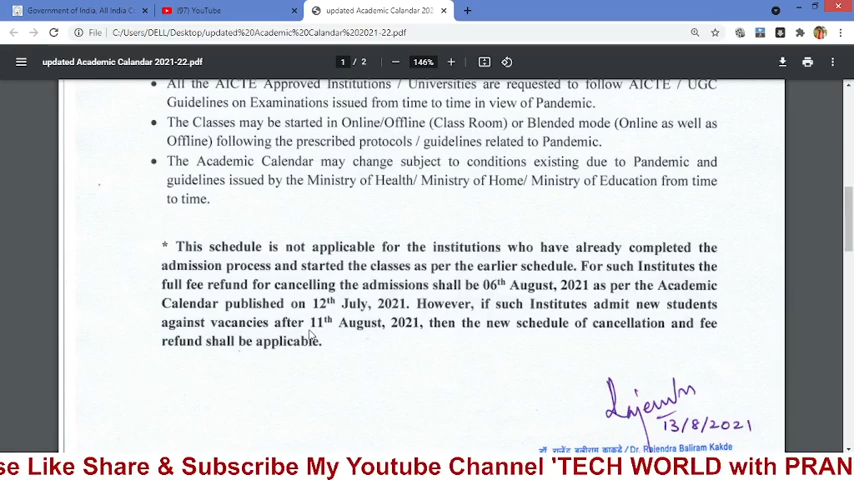 Government of India, All India C
(97) YouTube
updated Academic Calandar 202
File
C:/Users/DELL/Desktop/updated%20Academic%20Calandar%202021-22.pdf
updated Academic Calandar 2021-22.pdf
1 / 2
146%
All the AICTE Approved Institutions / Universities are requested to follow AICTE / UGC
Guidelines on Examinations issued from time to time in view of Pandemic.
The Classes may be started in Online/Offline (Class Room) or Blended mode (Online as well as
Offline) following the prescribed protocols / guidelines related to Pandemic.
The Academic Calendar may change subject to conditions existing due to Pandemic and
guidelines issued by the Ministry of Health/ Ministry of Home/ Ministry of Education from time
to time.
* This schedule is not applicable for the institutions who have already completed the
admission process and started the classes as per the earlier schedule. For such Institutes the
full fee refund for cancelling the admissions shall be 06th August, 2021 as per the Academic
Calendar published on 12th July, 2021. However, if such Institutes admit new students
against vacancies after 11th August, 2021, then the new schedule of cancellation and fee
refund shall be applicable.
13/8/2021
Dr. Rajendra Baliram Kakde
se Like Share & Subscribe My Youtube Channel 'TECH WORLD with PRAN